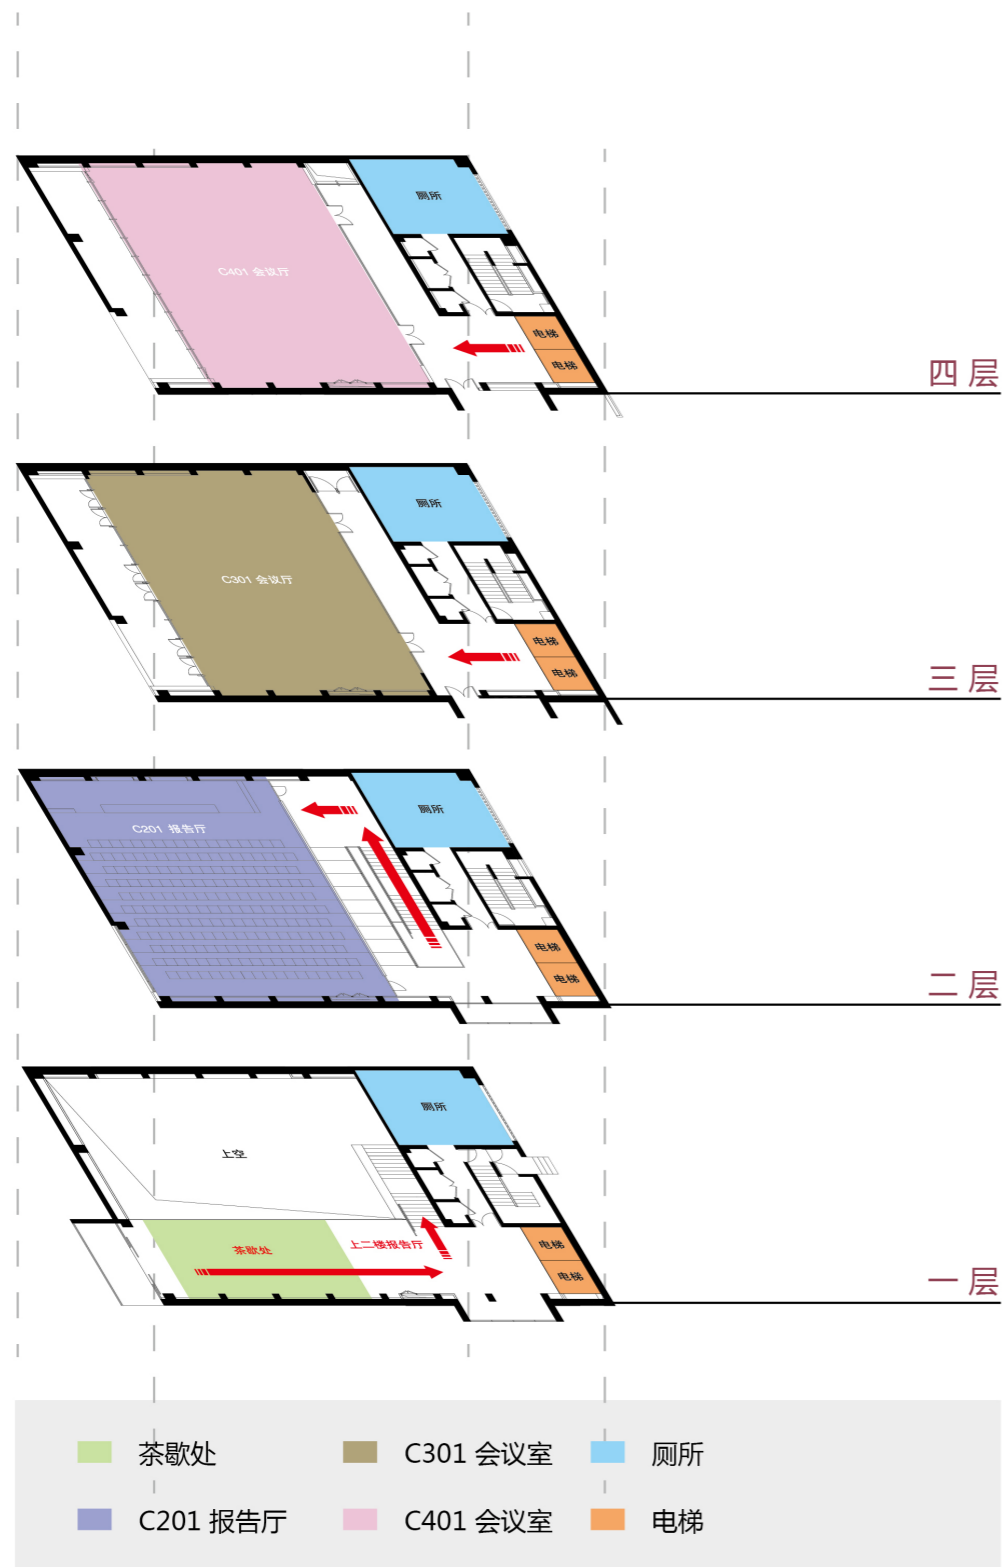 厕所
C401 会议厅
电梯
电梯
四 层
厕所
C301 会议厅
电梯
电梯
三 层
厕所
C201 报告厅
电梯
电梯
二 层
厕所
上空
茶歇处
上二楼报告厅
电梯
电梯
一 层
茶歇处
C301 会议室
厕所
C201 报告厅
C401 会议室
电梯